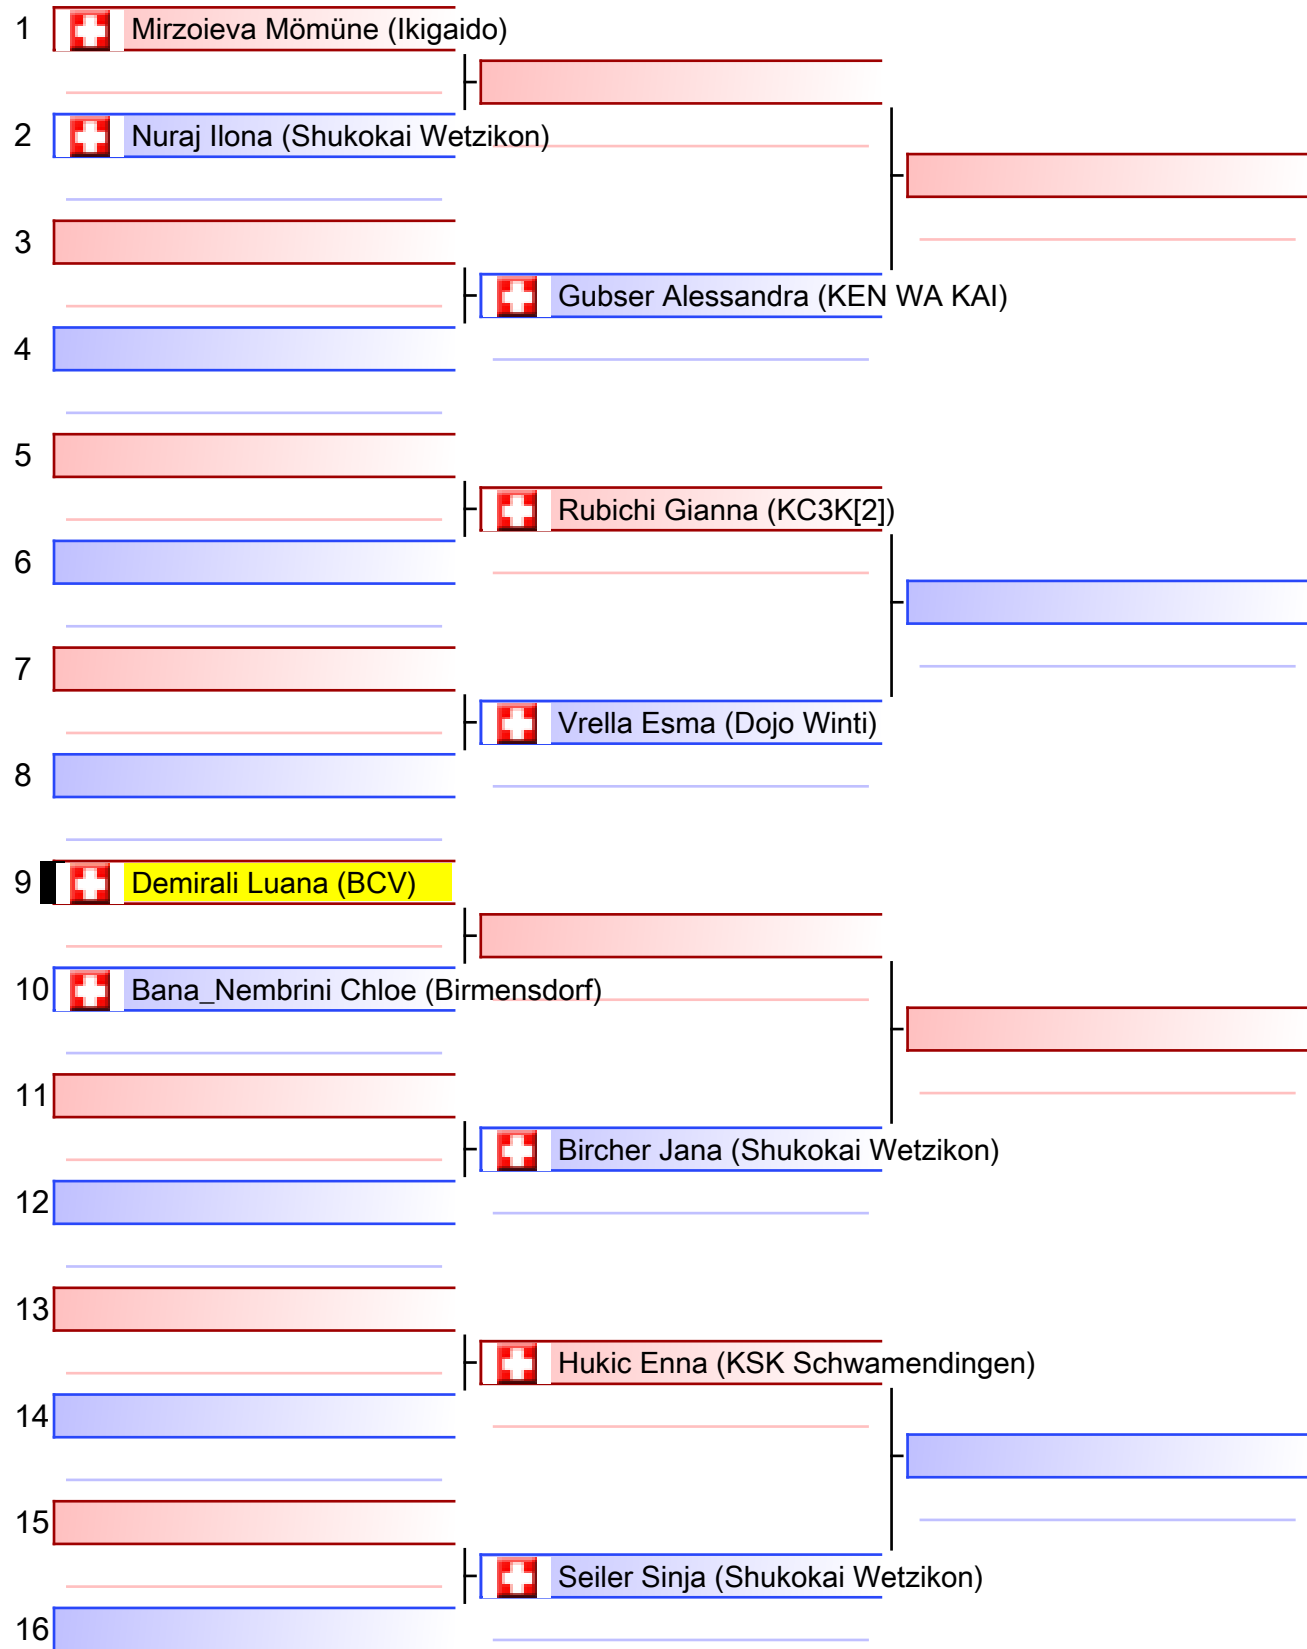 1 Mirzoieva Mömüne (Ikigaido)
2 Nuraj Ilona (Shukokai Wetzikon)
3
Gubser Alessandra (KEN WA KAI)
4
5
Rubichi Gianna (KC3K[2])
6
7
Vrella Esma (Dojo Winti)
8
9 Demirali Luana (BCV)
10 Bana_Nembrini Chloe (Birmensdorf)
11
Bircher Jana (Shukokai Wetzikon)
12
13
Hukic Enna (KSK Schwamendingen)
14
15
Seiler Sinja (Shukokai Wetzikon)
16